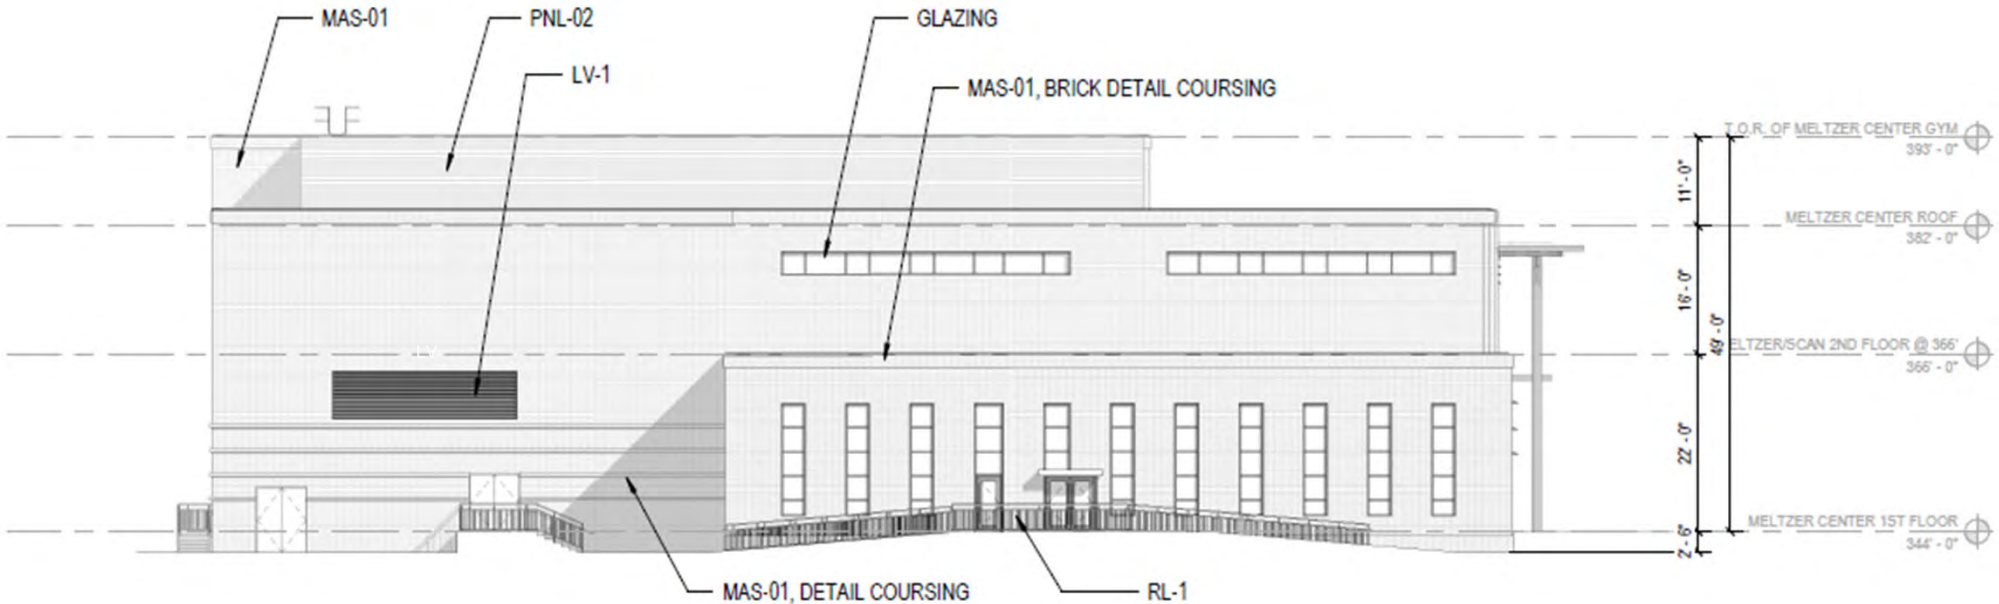 MAS-01
PNL-02
GLAZING
LV-1
MAS-01, BRICK DETAIL COURSING
T.O.R. OF MELTZER CENTER GYM
393' - 0"
11' - 0"
MELTZER CENTER ROOF
382' - 0"
16' - 0"
49' - 0"
ELTZER/SCAN 2ND FLOOR @ 366'
366' - 0"
22' - 0"
MELTZER CENTER 1ST FLOOR
344' - 0"
2' - 6"
MAS-01, DETAIL COURSING
RL-1